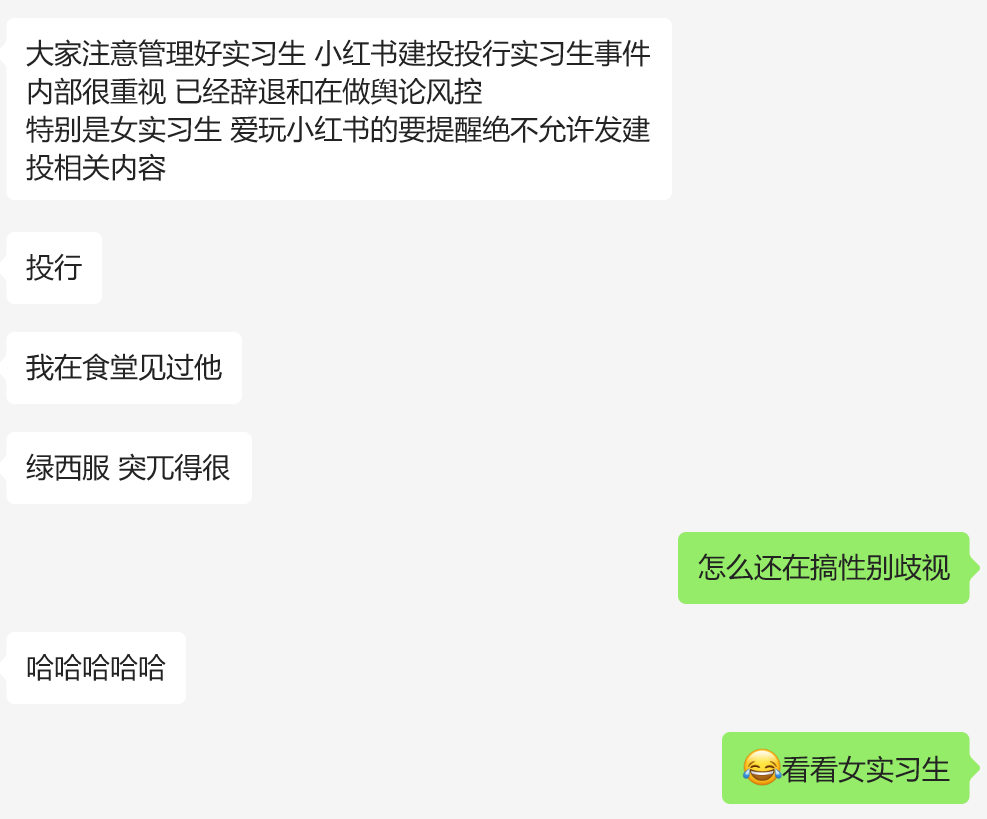 大家注意管理好实习生 小红书建投投行实习生事件
内部很重视 已经辞退和在做舆论风控
特别是女实习生 爱玩小红书的要提醒绝不允许发建
投相关内容
投行
我在食堂见过他
绿西服 突兀得很
怎么还在搞性别歧视
哈哈哈哈哈
😂看看女实习生